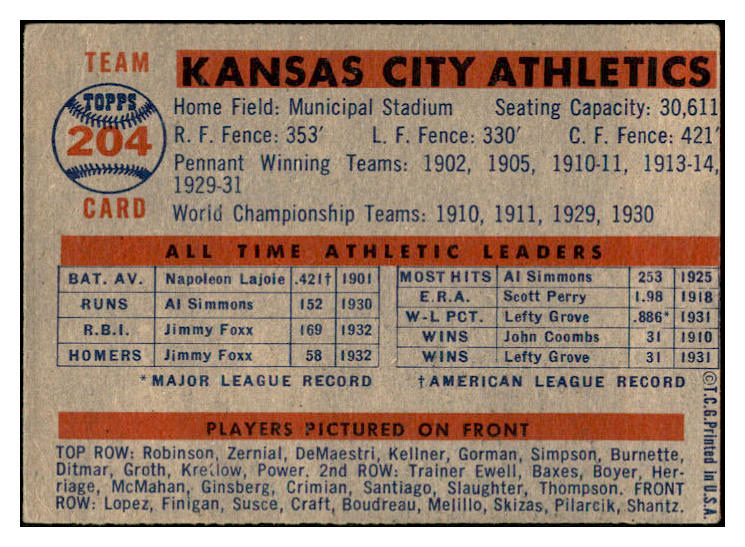 TEAM
TOPPS
204
CARD
KANSAS CITY ATHLETICS
Home Field: Municipal Stadium Seating Capacity: 30,611
R. F. Fence: 353′ L. F. Fence: 330′ C. F. Fence: 421′
Pennant Winning Teams: 1902, 1905, 1910-11, 1913-14,
1929-31
World Championship Teams: 1910, 1911, 1929, 1930
ALL TIME ATHLETIC LEADERS
BAT. AV. Napoleon Lajoie .421† 1901
RUNS Al Simmons 152 1930
R.B.I. Jimmy Foxx 169 1932
HOMERS Jimmy Foxx 58 1932
*MAJOR LEAGUE RECORD
MOST HITS Al Simmons 253 1925
E.R.A. Scott Perry 1.98 1918
W-L PCT. Lefty Grove .886* 1931
WINS John Coombs 31 1910
WINS Lefty Grove 31 1931
†AMERICAN LEAGUE RECORD
PLAYERS PICTURED ON FRONT
TOP ROW: Robinson, Zernial, DeMaestri, Kellner, Gorman, Simpson, Burnette,
Ditmar, Groth, Kretlow, Power. 2nd ROW: Trainer Ewell, Baxes, Boyer, Her-
riage, McMahan, Ginsberg, Crimian, Santiago, Slaughter, Thompson. FRONT
ROW: Lopez, Finigan, Susce, Craft, Boudreau, Melillo, Skizas, Pilarcik, Shantz.
©T.C.G. Printed in U.S.A.